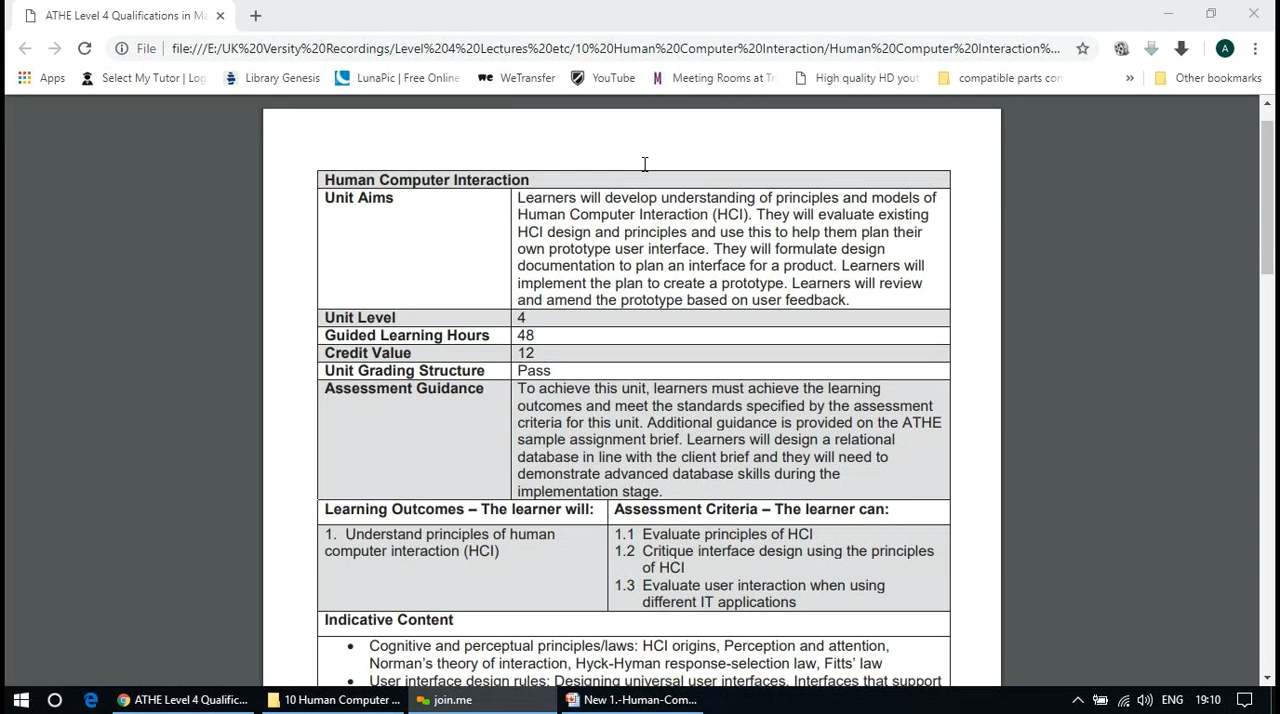 ATHE Level 4 Qualifications in Ma
File
file:///E:/UK%20Versity%20Recordings/Level%204%20Lectures%20etc/10%20Human%20Computer%20Interaction/Human%20Computer%20Interaction%...
A
Apps
Select My Tutor | Log
Library Genesis
LunaPic | Free Online
WeTransfer
YouTube
Meeting Rooms at Tr
High quality HD yout
compatible parts.con
»
Other bookmarks
Human Computer Interaction
Unit Aims
Learners will develop understanding of principles and models of
Human Computer Interaction (HCI). They will evaluate existing
HCI design and principles and use this to help them plan their
own prototype user interface. They will formulate design
documentation to plan an interface for a product. Learners will
implement the plan to create a prototype. Learners will review
and amend the prototype based on user feedback.
Unit Level
4
Guided Learning Hours
48
Credit Value
12
Unit Grading Structure
Pass
Assessment Guidance
To achieve this unit, learners must achieve the learning
outcomes and meet the standards specified by the assessment
criteria for this unit. Additional guidance is provided on the ATHE
sample assignment brief. Learners will design a relational
database in line with the client brief and they will need to
demonstrate advanced database skills during the
implementation stage.
Learning Outcomes – The learner will:
Assessment Criteria – The learner can:
1. Understand principles of human
computer interaction (HCI)
1.1 Evaluate principles of HCI
1.2 Critique interface design using the principles
of HCI
1.3 Evaluate user interaction when using
different IT applications
Indicative Content
• Cognitive and perceptual principles/laws: HCI origins, Perception and attention,
Norman's theory of interaction, Hyck-Hyman response-selection law, Fitts' law
• User interface design rules: Designing universal user interfaces, Interfaces that support
ATHE Level 4 Qualific...
10 Human Computer ...
join.me
New 1.-Human-Com...
ENG
19:10